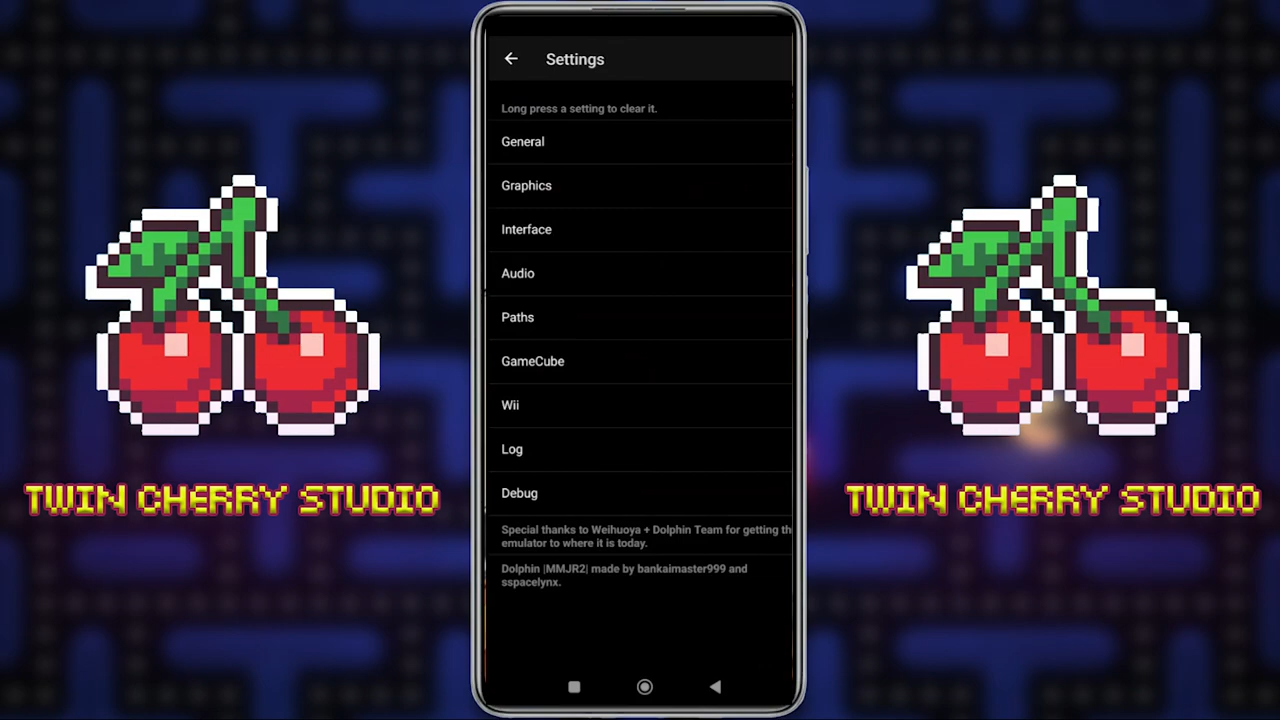 Settings
Long press a setting to clear it.
General
Graphics
Interface
Audio
Paths
GameCube
Wii
Log
Debug
Special thanks to Weihuoya + Dolphin Team for getting th
emulator to where it is today.
Dolphin |MMJR2| made by bankaimaster999 and
sspacelynx.
TWIN CHERRY STUDIO
TWIN CHERRY STUDIO